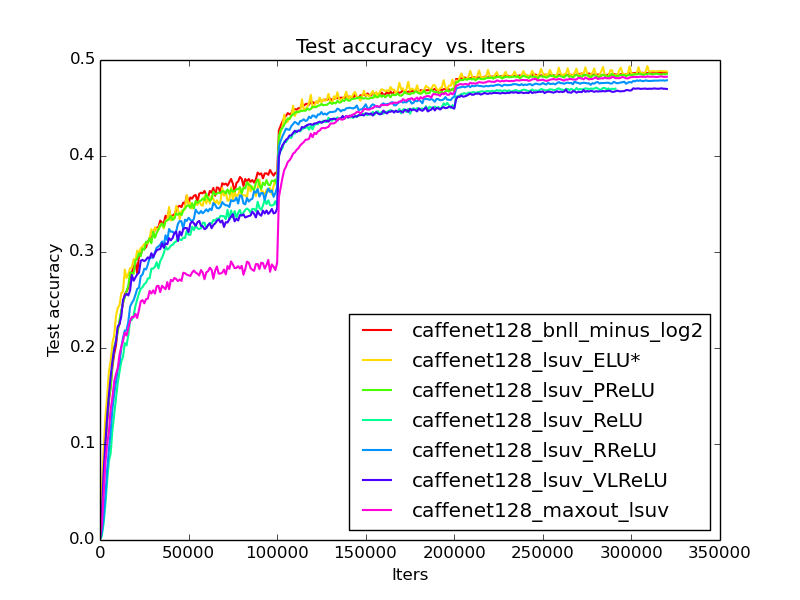 Test accuracy  vs. Iters
0.5
0.4
0.3
0.2
0.1
0.0
Test accuracy
caffenet128_bnll_minus_log2
caffenet128_lsuv_ELU*
caffenet128_lsuv_PReLU
caffenet128_lsuv_ReLU
caffenet128_lsuv_RReLU
caffenet128_lsuv_VLReLU
caffenet128_maxout_lsuv
0 50000 100000 150000 200000 250000 300000 350000
Iters